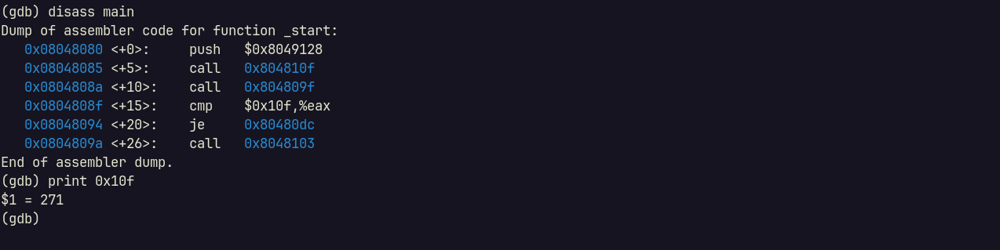 (gdb) disass main
Dump of assembler code for function _start:
   0x08048080 <+0>:     push   $0x8049128
   0x08048085 <+5>:     call   0x804810f
   0x0804808a <+10>:    call   0x804809f
   0x0804808f <+15>:    cmp    $0x10f,%eax
   0x08048094 <+20>:    je     0x80480dc
   0x0804809a <+26>:    call   0x8048103
End of assembler dump.
(gdb) print 0x10f
$1 = 271
(gdb)